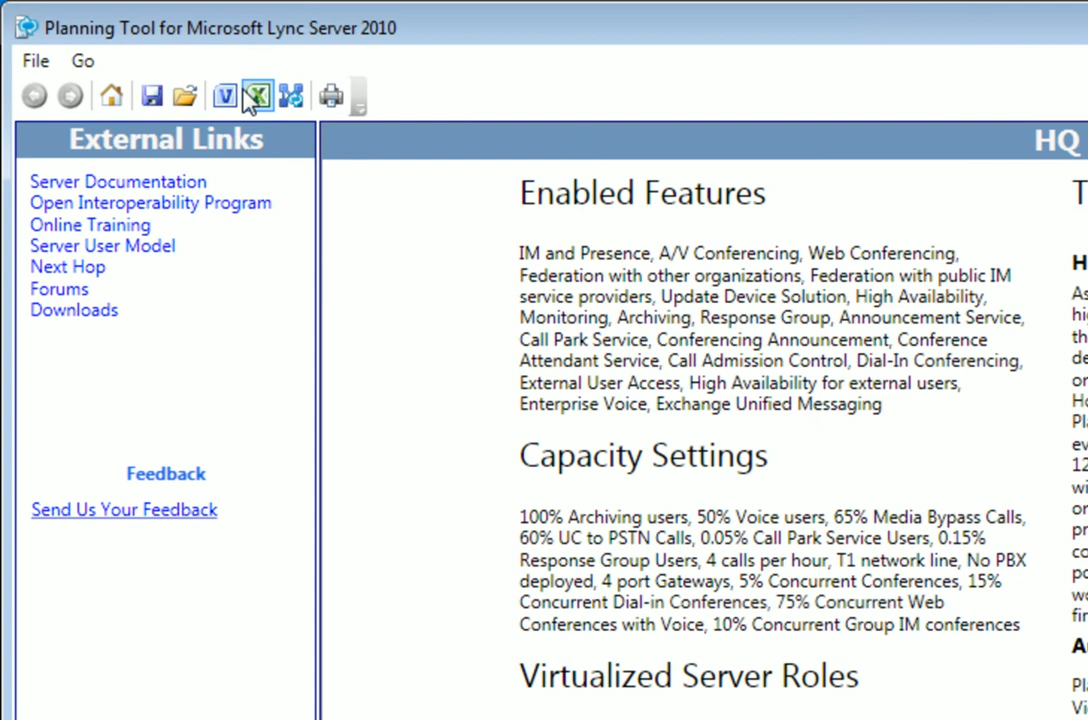 Planning Tool for Microsoft Lync Server 2010
File Go
External Links
HQ
Server Documentation
Open Interoperability Program
Online Training
Server User Model
Next Hop
Forums
Downloads
Feedback
Send Us Your Feedback
Enabled Features
IM and Presence, A/V Conferencing, Web Conferencing,
Federation with other organizations, Federation with public IM
service providers, Update Device Solution, High Availability,
Monitoring, Archiving, Response Group, Announcement Service,
Call Park Service, Conferencing Announcement, Conference
Attendant Service, Call Admission Control, Dial-In Conferencing,
External User Access, High Availability for external users,
Enterprise Voice, Exchange Unified Messaging
Capacity Settings
100% Archiving users, 50% Voice users, 65% Media Bypass Calls,
60% UC to PSTN Calls, 0.05% Call Park Service Users, 0.15%
Response Group Users, 4 calls per hour, T1 network line, No PBX
deployed, 4 port Gateways, 5% Concurrent Conferences, 15%
Concurrent Dial-in Conferences, 75% Concurrent Web
Conferences with Voice, 10% Concurrent Group IM conferences
Virtualized Server Roles